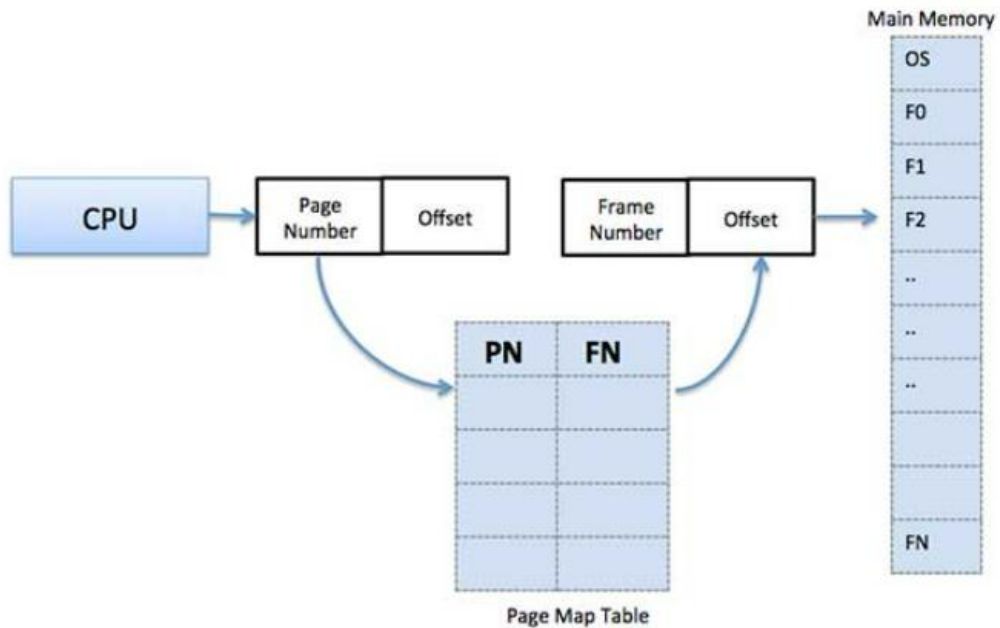 Main Memory
OS
F0
F1
F2
..
..
..
FN
CPU
Page
Number
Offset
Frame
Number
Offset
PN FN
Page Map Table